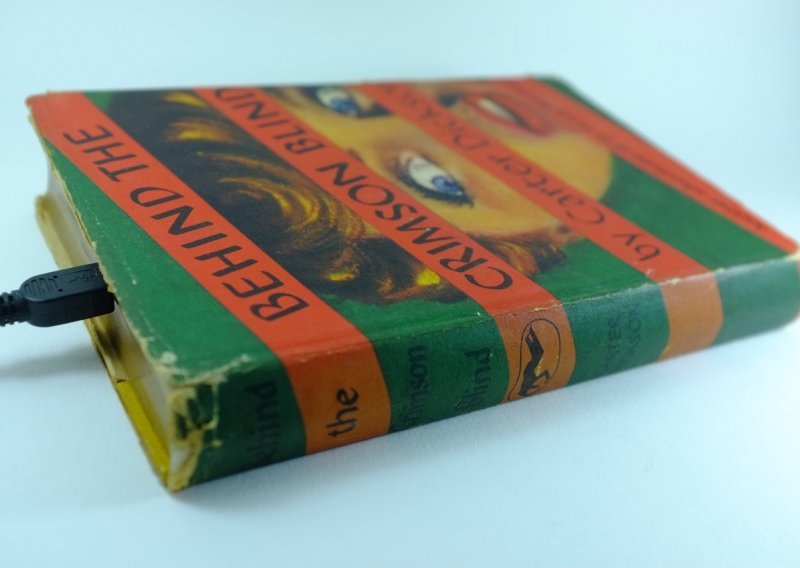 BEHIND THE
CRIMSON BLIND
by Carter Dickson
Behind
the
Crimson
Blind